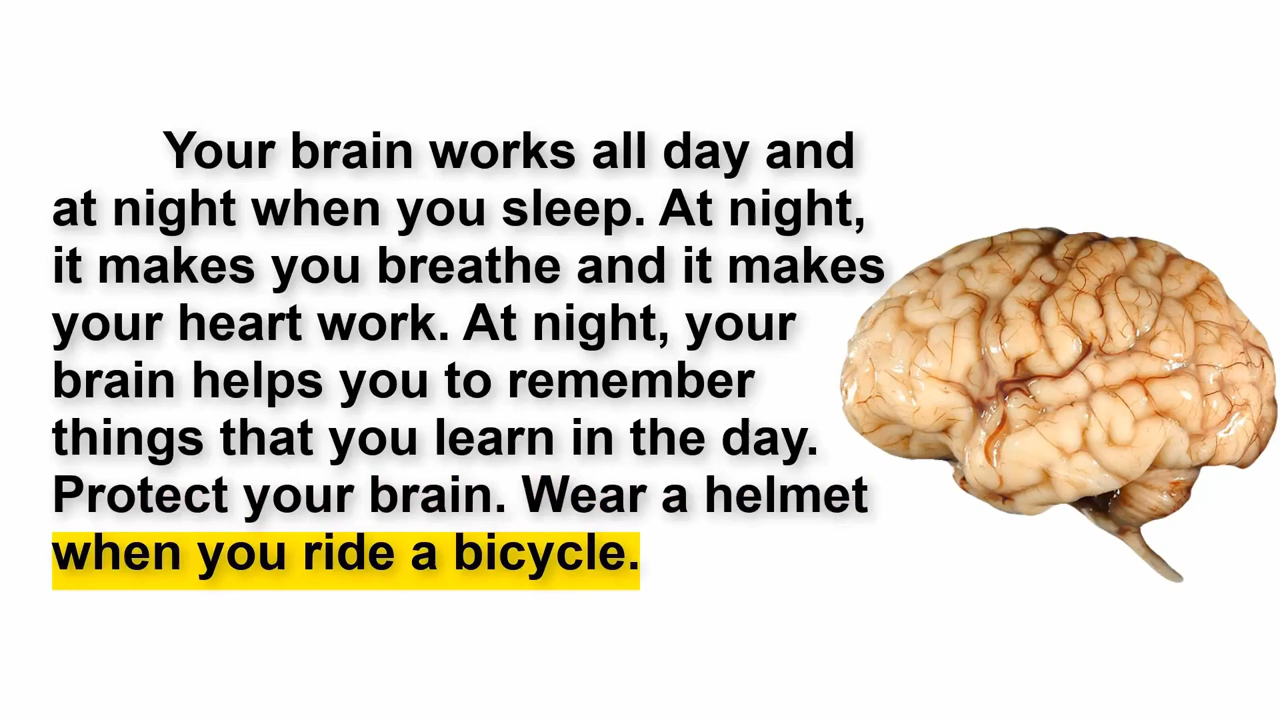 Your brain works all day and
at night when you sleep. At night,
it makes you breathe and it makes
your heart work. At night, your
brain helps you to remember
things that you learn in the day.
Protect your brain. Wear a helmet
when you ride a bicycle.